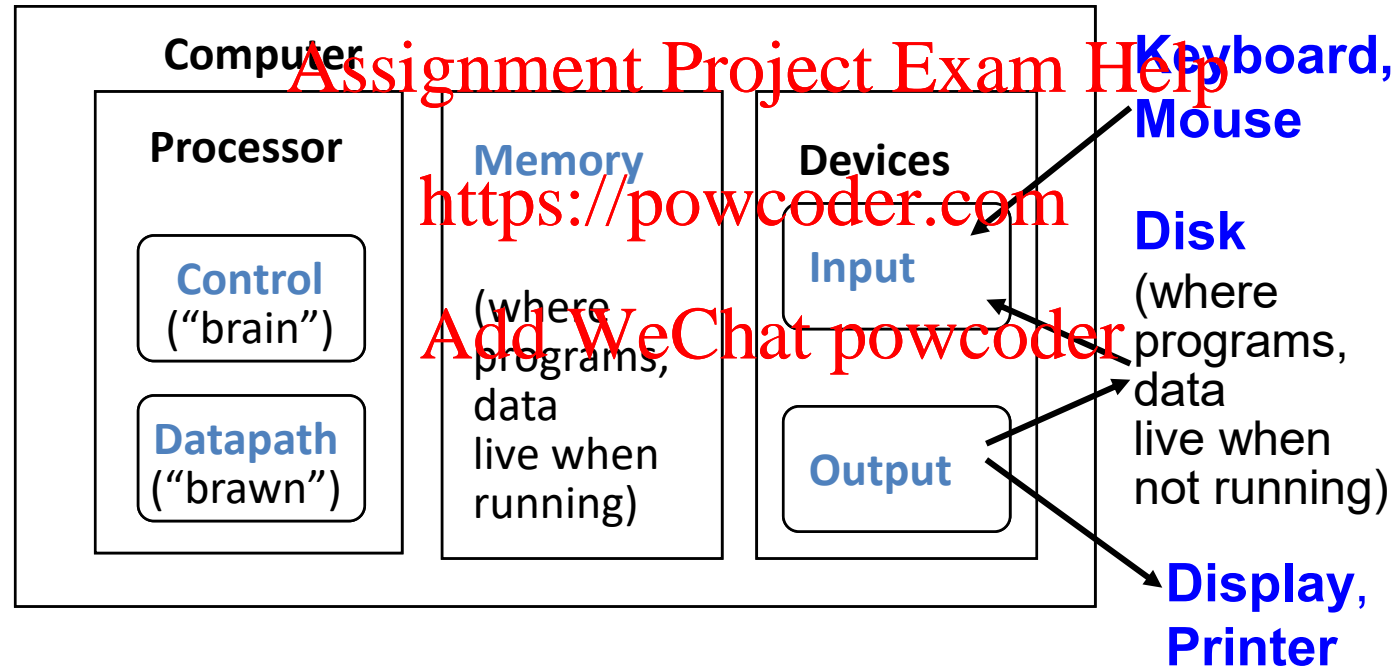 Computer
Assignment Project Exam Help
Keyboard,
Mouse
Processor
Memory
Devices
https://powcoder.com
Disk
Control
(“brain”)
(where
programs,
data
live when
running)
Input
Add WeChat powcoder
(where
programs,
data
live when
not running)
Datapath
(“brawn”)
Output
Display,
Printer